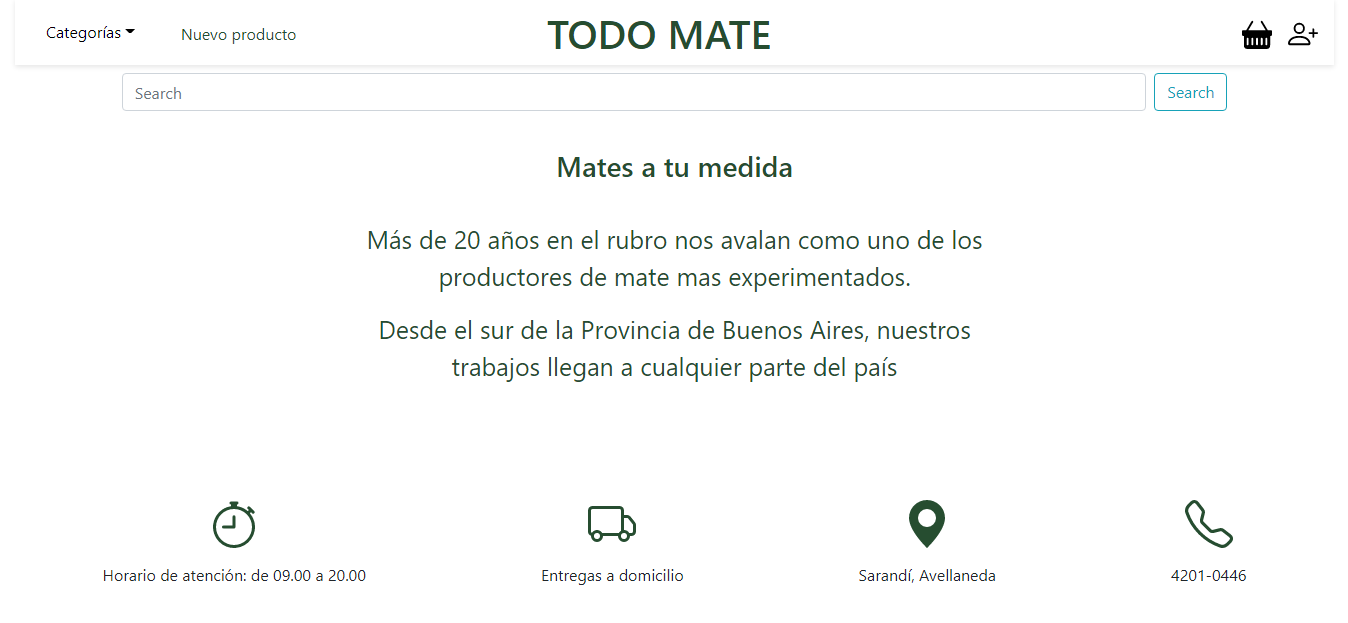 Categorías
Nuevo producto
TODO MATE
Search
Search
Mates a tu medida
Más de 20 años en el rubro nos avalan como uno de los
productores de mate mas experimentados.
Desde el sur de la Provincia de Buenos Aires, nuestros
trabajos llegan a cualquier parte del país
Horario de atención: de 09.00 a 20.00
Entregas a domicilio
Sarandí, Avellaneda
4201-0446